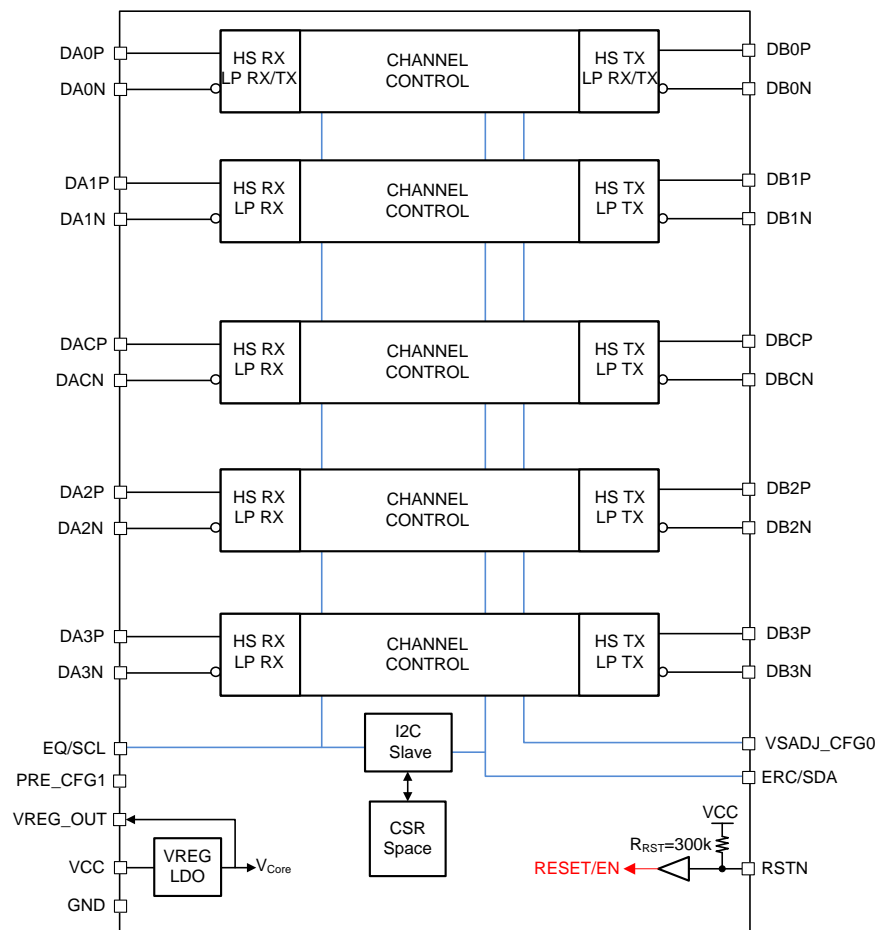 DA0P
HS RX
LP RX/TX
CHANNEL
CONTROL
HS TX
LP RX/TX
DB0P
DA0N
DB0N
DA1P
HS RX
LP RX
CHANNEL
CONTROL
HS TX
LP TX
DB1P
DA1N
DB1N
DACP
HS RX
LP RX
CHANNEL
CONTROL
HS TX
LP TX
DBCP
DACN
DBCN
DA2P
HS RX
LP RX
CHANNEL
CONTROL
HS TX
LP TX
DB2P
DA2N
DB2N
DA3P
HS RX
LP RX
CHANNEL
CONTROL
HS TX
LP TX
DB3P
DA3N
DB3N
EQ/SCL
I2C
Slave
VSADJ_CFG0
PRE_CFG1
ERC/SDA
VREG_OUT
CSR
Space
VCC
RRST=300k
VCC
VREG
LDO
VCore
RESET/EN
RSTN
GND